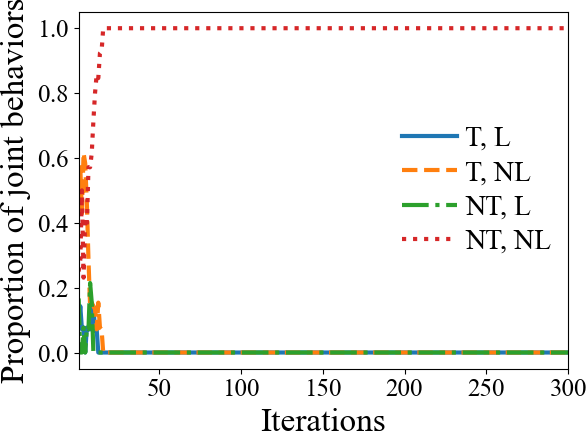 Proportion of joint behaviors
1.0
0.8
0.6
0.4
0.2
0.0
T, L
T, NL
NT, L
NT, NL
50 100 150 200 250 300
Iterations